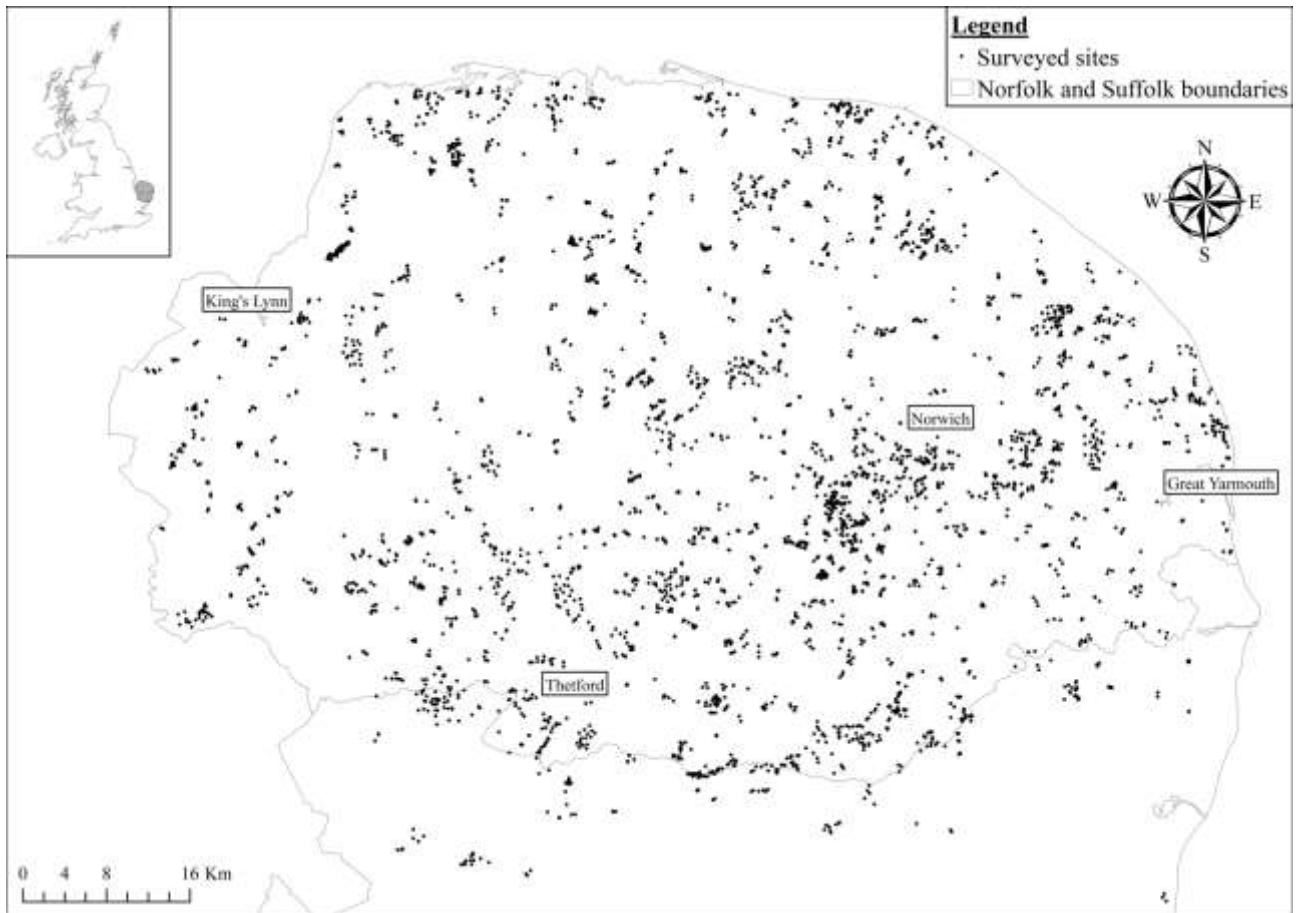 Legend
Surveyed sites
Norfolk and Suffolk boundaries
N
W E
S
King's Lynn
Norwich
Great Yarmouth
Thetford
0 4 8 16 Km